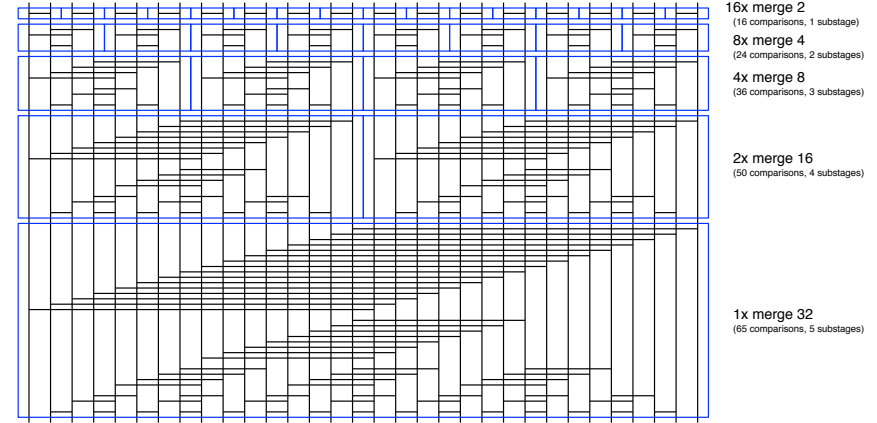 16x merge 2
(16 comparisons, 1 substage)
8x merge 4
(24 comparisons, 2 substages)
4x merge 8
(36 comparisons, 3 substages)
2x merge 16
(50 comparisons, 4 substages)
1x merge 32
(65 comparisons, 5 substages)